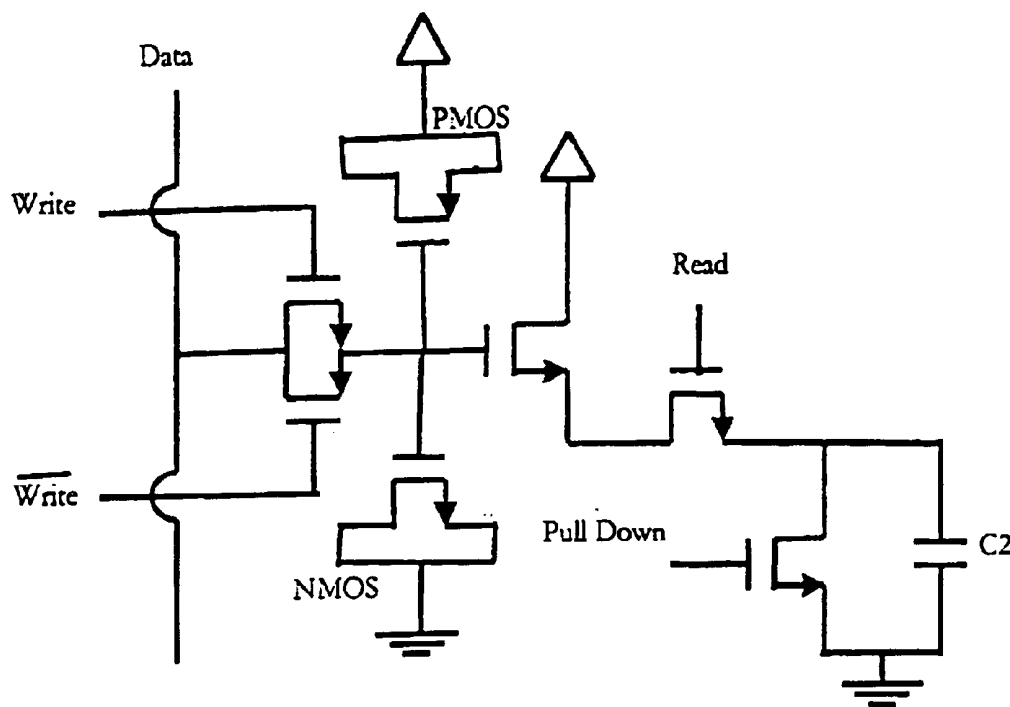 Data
PMOS
Write
Read
Write
Pull Down
C2
NMOS